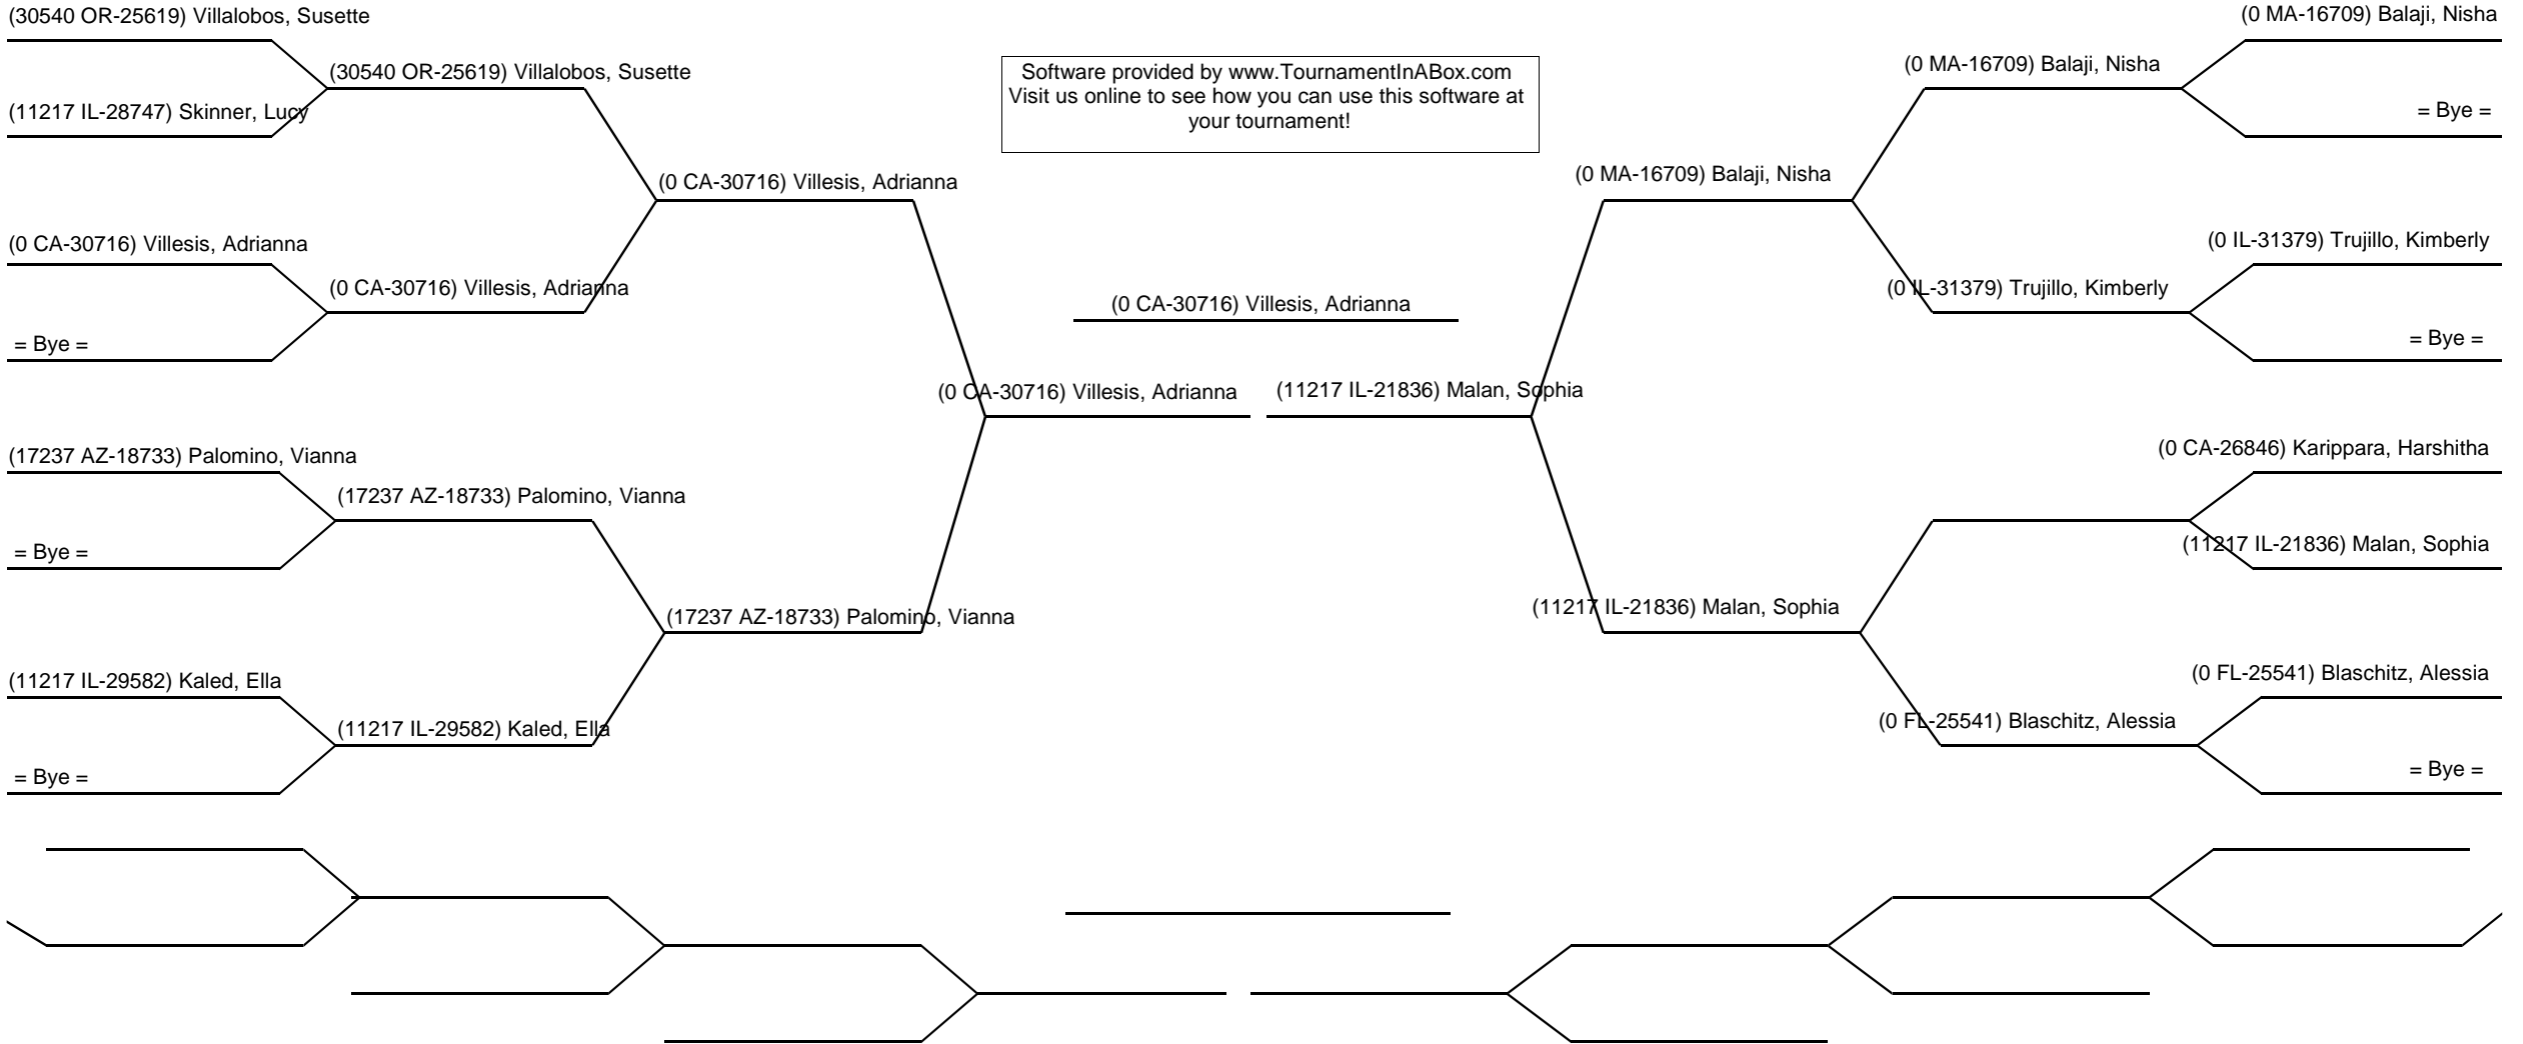 (30540 OR-25619) Villalobos, Susette
(30540 OR-25619) Villalobos, Susette
(11217 IL-28747) Skinner, Lucy
(0 CA-30716) Villesis, Adrianna
(0 CA-30716) Villesis, Adrianna
(0 CA-30716) Villesis, Adrianna
= Bye =
(0 CA-30716) Villesis, Adrianna
(17237 AZ-18733) Palomino, Vianna
(17237 AZ-18733) Palomino, Vianna
= Bye =
(17237 AZ-18733) Palomino, Vianna
(11217 IL-29582) Kaled, Ella
(11217 IL-29582) Kaled, Ella
= Bye =
Software provided by www.TournamentInABox.com
Visit us online to see how you can use this software at
your tournament!
(0 CA-30716) Villesis, Adrianna
(11217 IL-21836) Malan, Sophia
(0 MA-16709) Balaji, Nisha
(0 MA-16709) Balaji, Nisha
(0 MA-16709) Balaji, Nisha
= Bye =
(0 IL-31379) Trujillo, Kimberly
(0 IL-31379) Trujillo, Kimberly
= Bye =
(0 CA-26846) Karippara, Harshitha
(11217 IL-21836) Malan, Sophia
(11217 IL-21836) Malan, Sophia
(0 FL-25541) Blaschitz, Alessia
(0 FL-25541) Blaschitz, Alessia
= Bye =